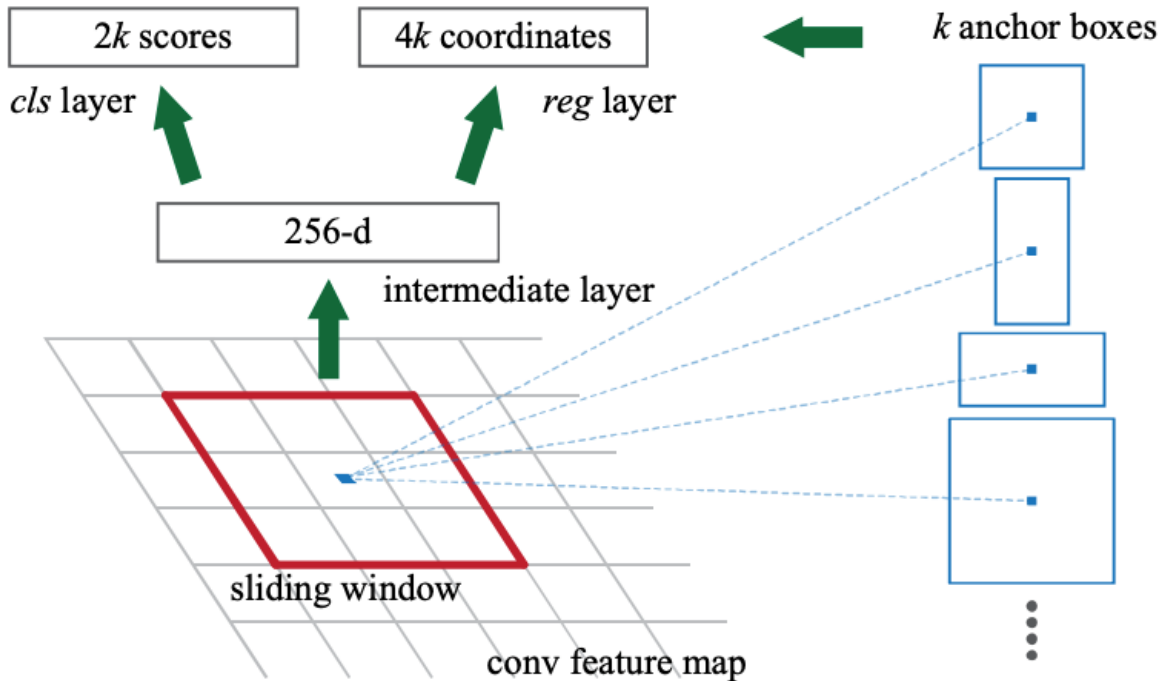 2k scores
4k coordinates
k anchor boxes
cls layer
reg layer
256-d
intermediate layer
sliding window
conv feature map